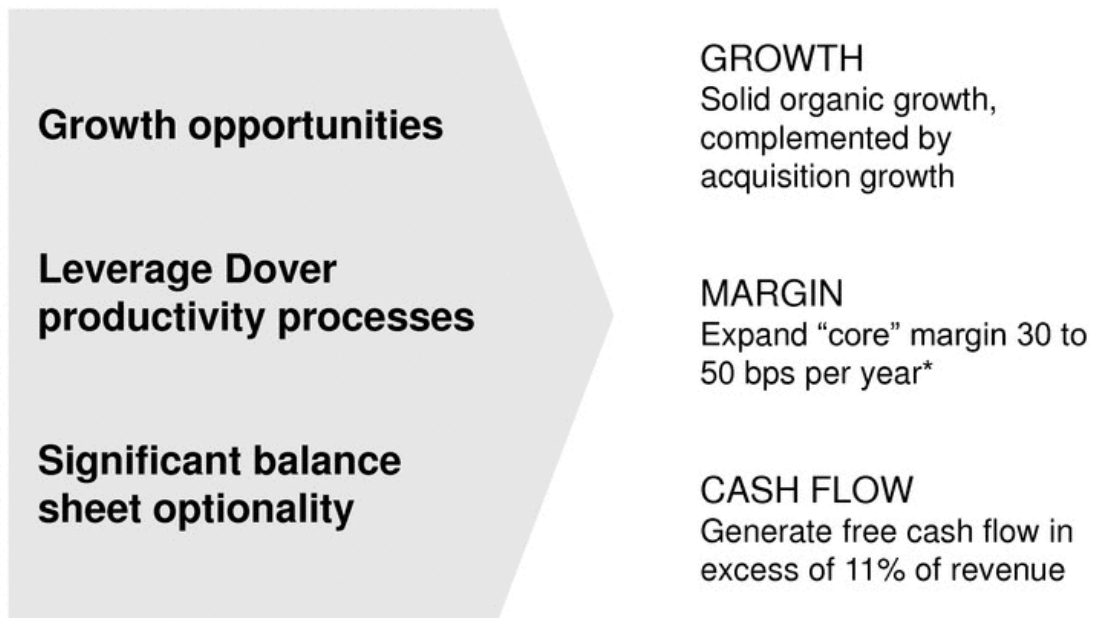 Growth opportunities
Leverage Dover
productivity processes
Significant balance
sheet optionality
GROWTH
Solid organic growth,
complemented by
acquisition growth
MARGIN
Expand “core” margin 30 to
50 bps per year*
CASH FLOW
Generate free cash flow in
excess of 11% of revenue